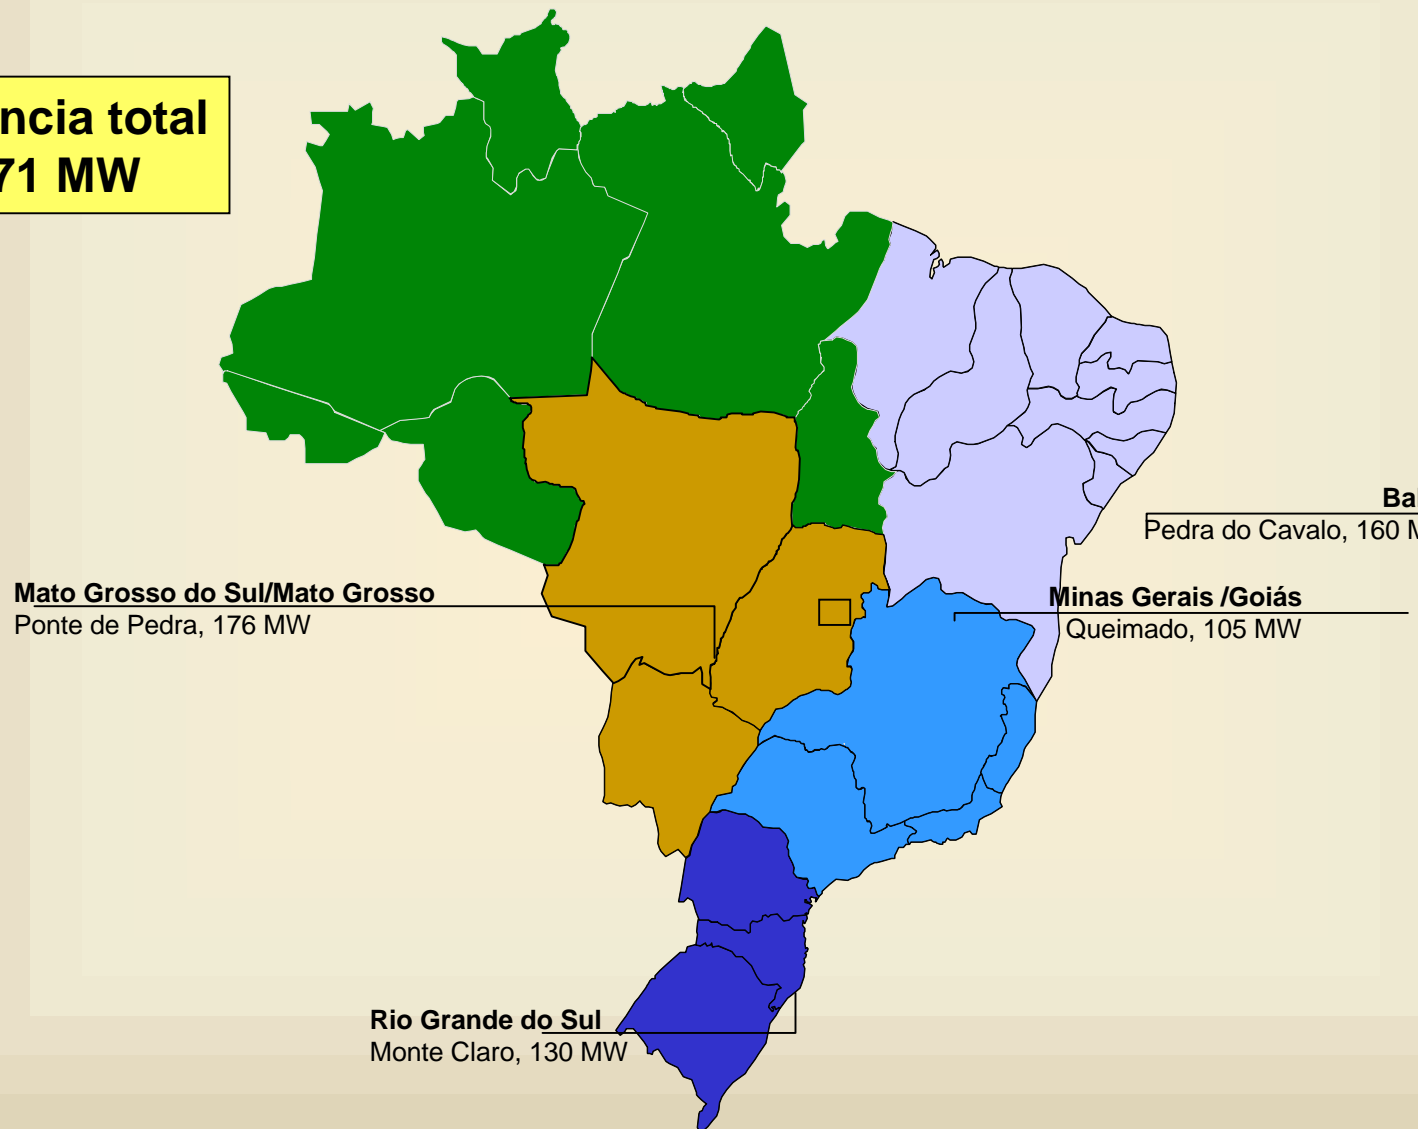 ncia total
71 MW
Ba
Pedra do Cavalo, 160 M
Mato Grosso do Sul/Mato Grosso
Ponte de Pedra, 176 MW
Minas Gerais /Goiás
Queimado, 105 MW
Rio Grande do Sul
Monte Claro, 130 MW